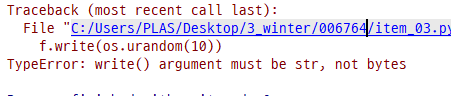 Traceback (most recent call last):
File "C:/Users/PLAS/Desktop/3_winter/006764/item_03.py
f.write(os.urandom(10))
TypeError: write() argument must be str, not bytes